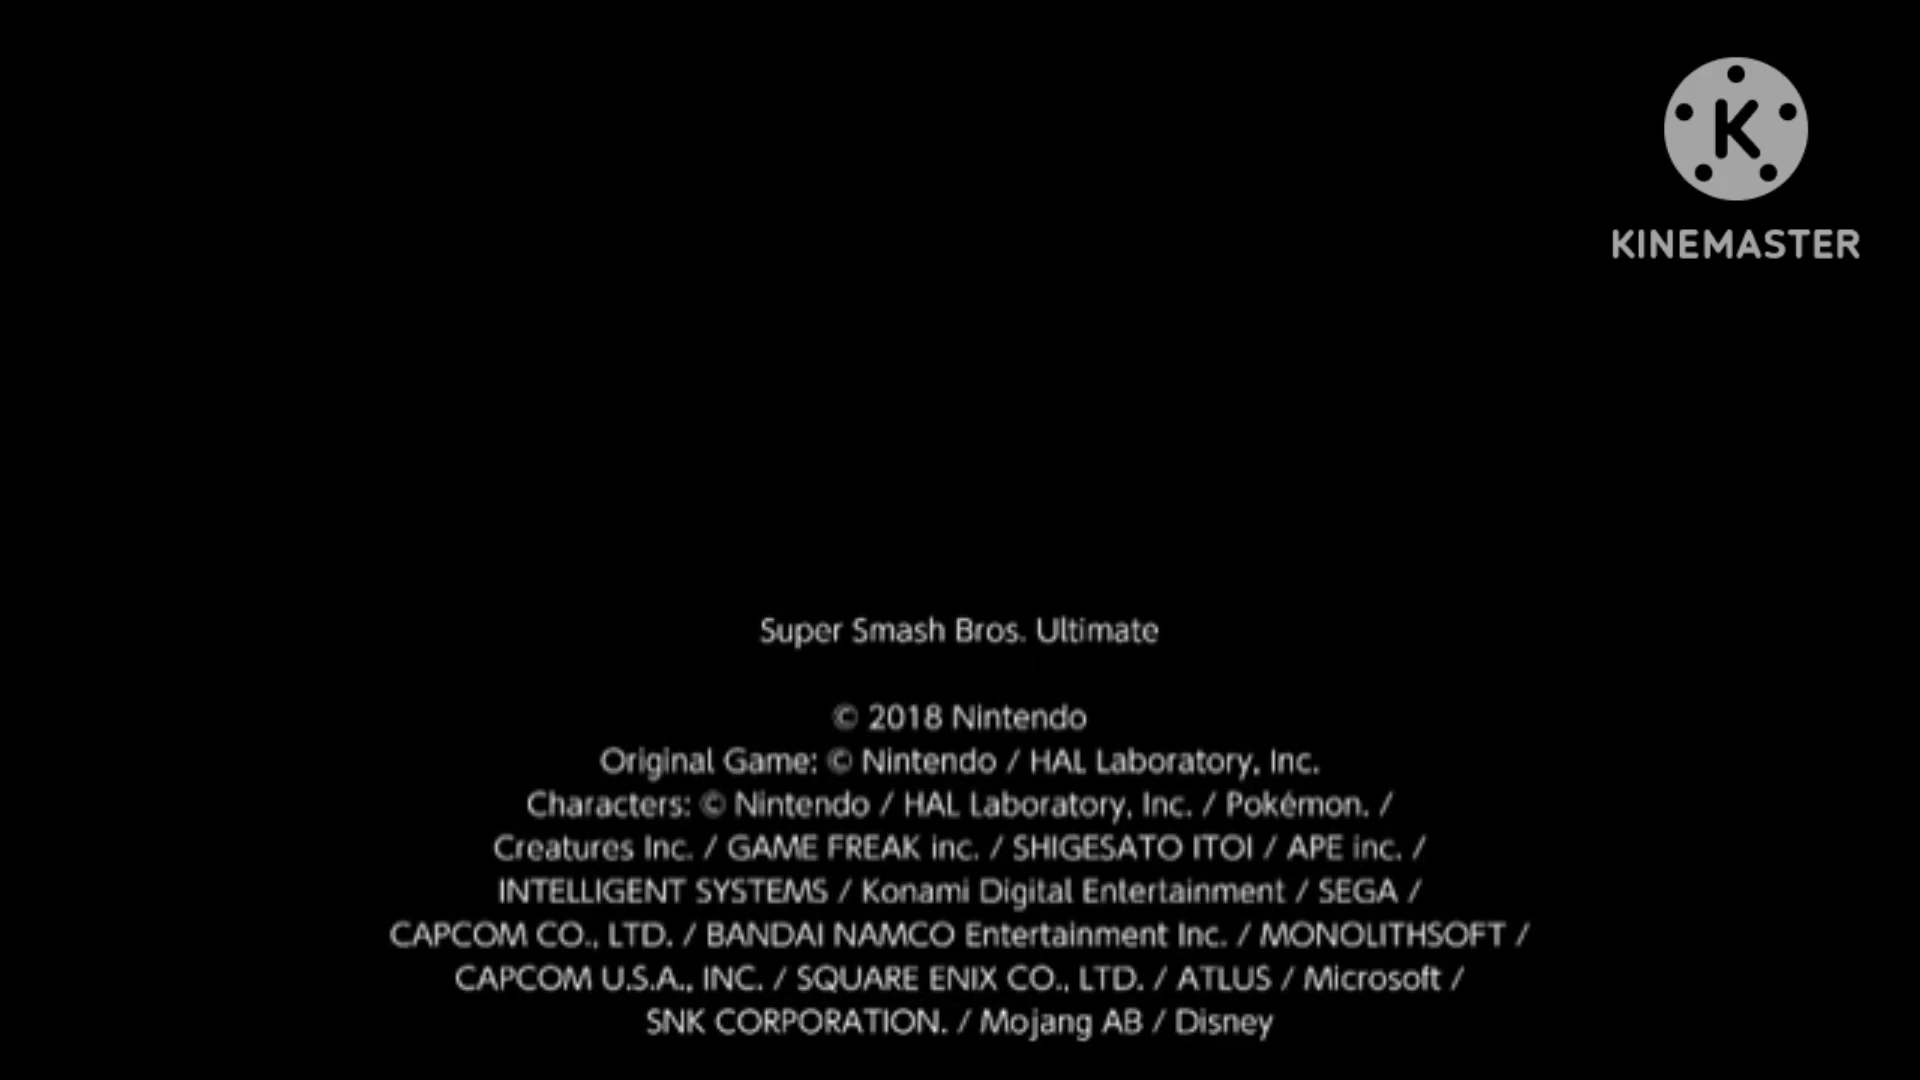 K
KINEMASTER
Super Smash Bros. Ultimate
© 2018 Nintendo
Original Game: © Nintendo / HAL Laboratory, Inc.
Characters: © Nintendo / HAL Laboratory, Inc. / Pokémon. /
Creatures Inc. / GAME FREAK inc. / SHIGESATO ITOI / APE inc. /
INTELLIGENT SYSTEMS / Konami Digital Entertainment / SEGA /
CAPCOM CO., LTD. / BANDAI NAMCO Entertainment Inc. / MONOLITHSOFT /
CAPCOM U.S.A., INC. / SQUARE ENIX CO., LTD. / ATLUS / Microsoft /
SNK CORPORATION. / Mojang AB / Disney